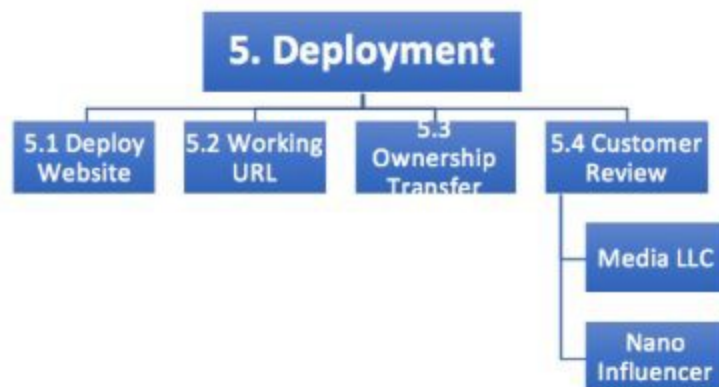 5. Deployment
5.1 Deploy
Website
5.2 Working
URL
5.3
Ownership
Transfer
5.4 Customer
Review
Media LLC
Nano
Influencer